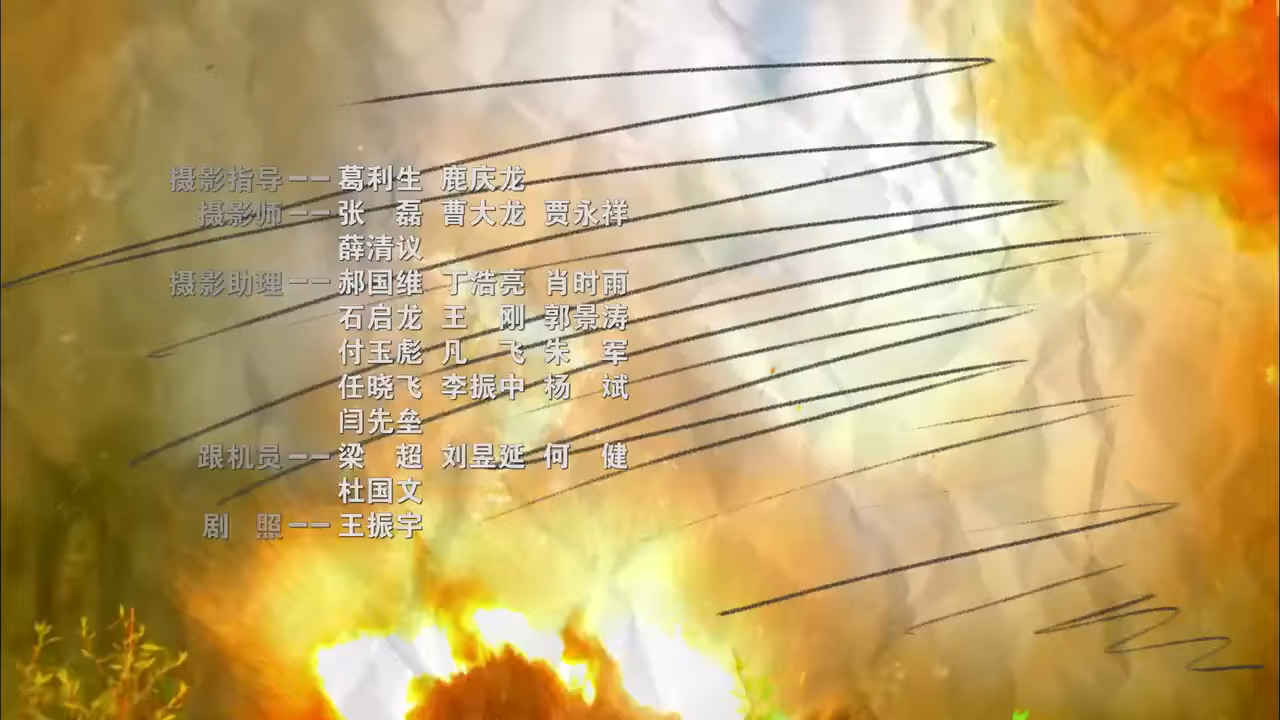 摄影指导——葛利生 鹿庆龙
摄影师——张 磊 曹大龙 贾永祥
薛清议
摄影助理——郝国维 丁浩亮 肖时雨
石启龙 王 刚 郭景涛
付玉彪 凡 飞 朱 军
任晓飞 李振中 杨 斌
闫先垒
跟机员——梁 超 刘昱延 何 健
杜国文
剧 照——王振宇